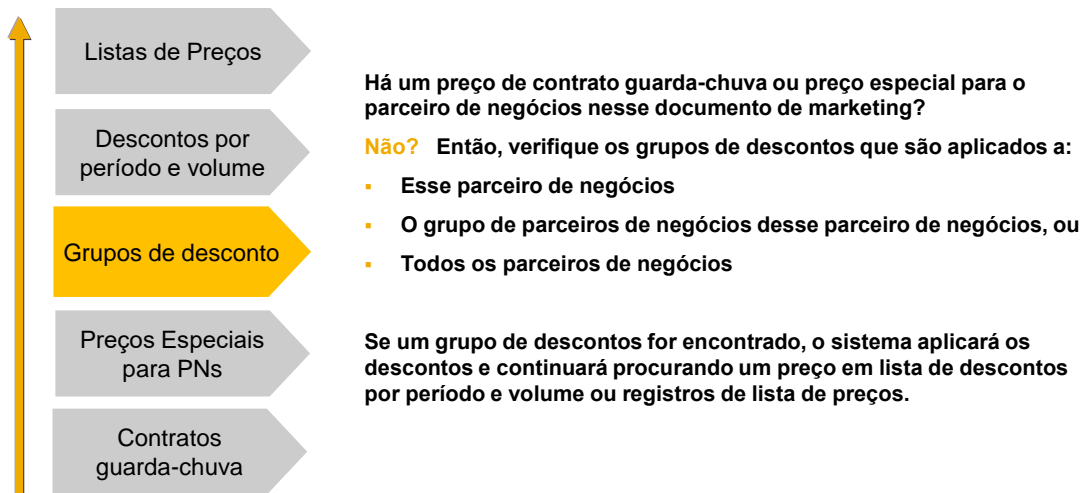 Listas de Preços
Descontos por
período e volume
Grupos de desconto
Preços Especiais
para PNs
Contratos
guarda-chuva
Há um preço de contrato guarda-chuva ou preço especial para o
parceiro de negócios nesse documento de marketing?
Não? Então, verifique os grupos de descontos que são aplicados a:
▪ Esse parceiro de negócios
▪ O grupo de parceiros de negócios desse parceiro de negócios, ou
▪ Todos os parceiros de negócios
Se um grupo de descontos for encontrado, o sistema aplicará os
descontos e continuará procurando um preço em lista de descontos
por período e volume ou registros de lista de preços.